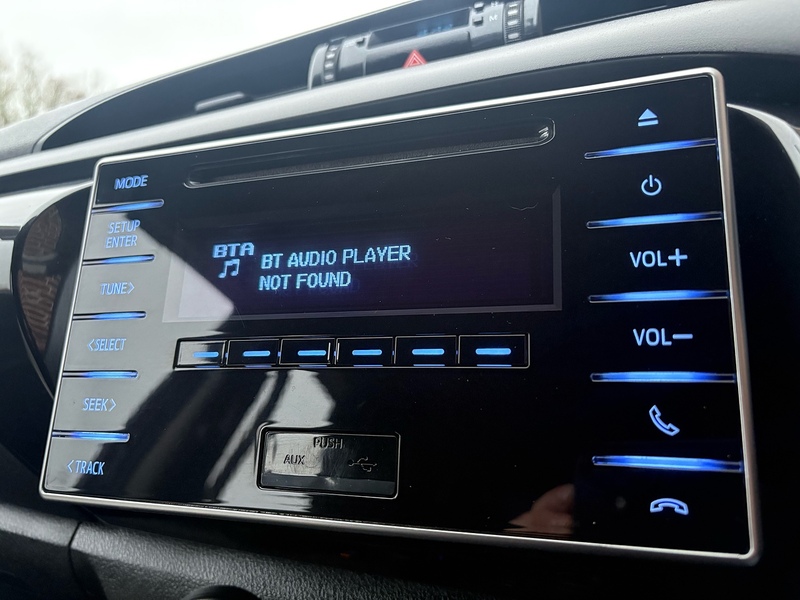 MODE
SETUP
ENTER
TUNE>
<SELECT
SEEK>
<TRACK
BTA
BT AUDIO PLAYER
NOT FOUND
PUSH
AUX
VOL+
VOL−